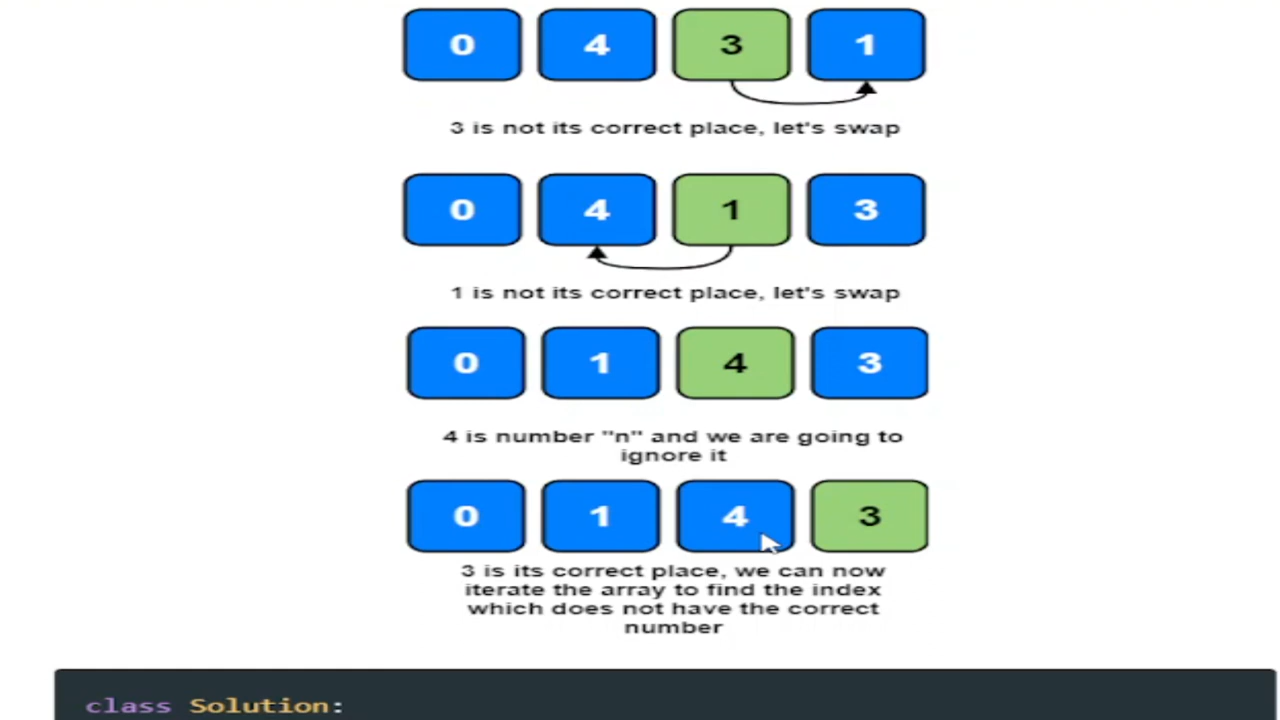 0 4 3 1
3 is not its correct place, let's swap
0 4 1 3
1 is not its correct place, let's swap
0 1 4 3
4 is number "n" and we are going to
ignore it
0 1 4 3
3 is its correct place, we can now
iterate the array to find the index
which does not have the correct
number
class Solution: